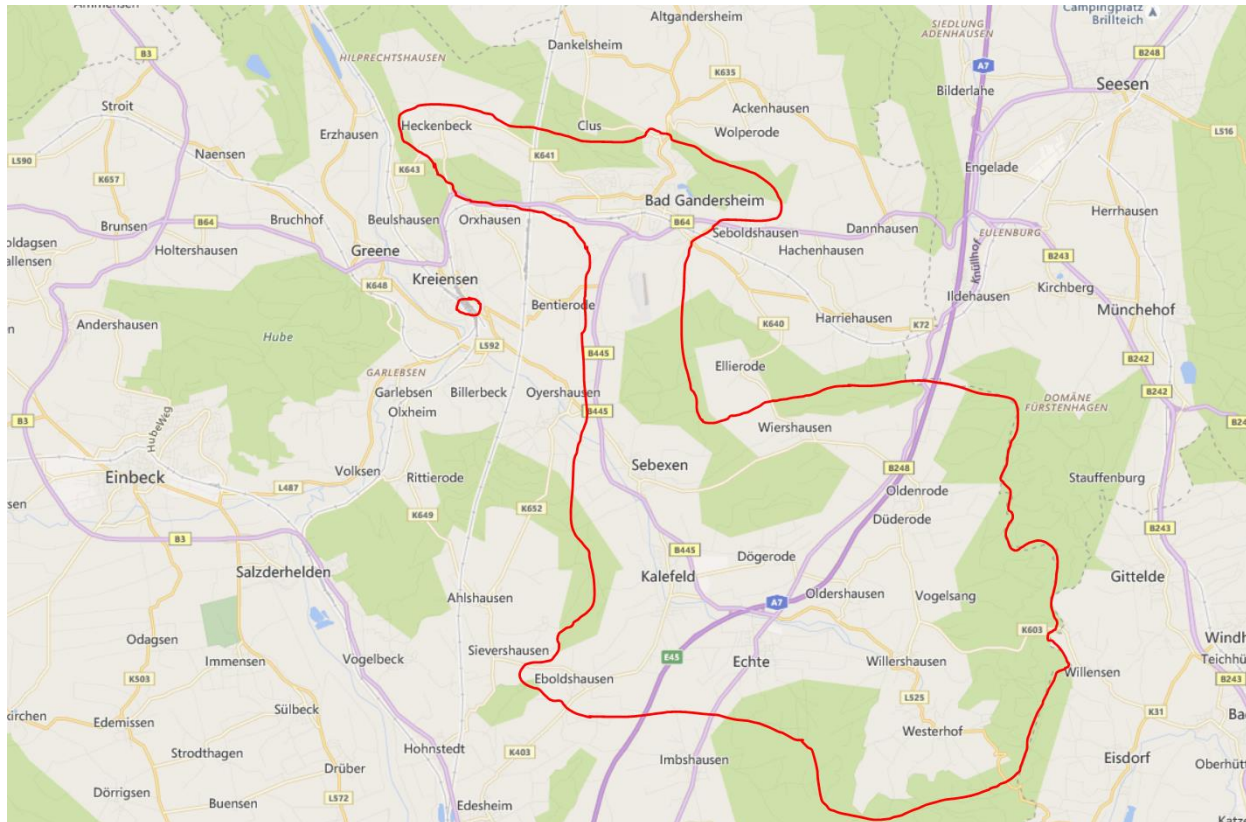 Ammensen
Altgandersheim
Campingplatz
Brillteich
SIEDLUNG
ADENHAUSEN
B3
Dankelsheim
B248
HILPRECHTSHAUSEN
A7
K635
Seesen
Stroit
Bilderlahe
Ackenhausen
Erzhausen
Heckenbeck
Clus
Wolperode
L516
L590
Naensen
K641
Engelade
K657
K643
Bad Gandersheim
Herrhausen
Brunsen
B64
Bruchhof
Beulshausen
Orxhausen
B64
Seboldshausen
Dannhausen
EULENBURG
Holtershausen
Greene
Hachenhausen
Knüllhof
B243
Kreiensen
K648
Kirchberg
Ildehausen
Bentierode
Münchehof
Andershausen
Hube
K640
Harriehausen
K72
L592
B445
B242
GARLEBSEN
Ellierode
Garlebsen
Billerbeck
Oyershausen
B242
Olxheim
B445
DOMÄNE
FÜRSTENHAGEN
B3
HubeWeg
Wiershausen
Einbeck
Volksen
Rittierode
Sebexen
B248
Stauffenburg
L487
Oldenrode
K652
K649
Düderode
B243
B3
Dögerode
B445
Salzderhelden
Kalefeld
Gittelde
Ahlshausen
A7
Oldershausen
Vogelsang
Odagsen
K603
Sievershausen
E45
Echte
Immensen
Vogelbeck
Willershausen
K503
Eboldshausen
Willensen
B243
L525
Sülbeck
Edemissen
K31
Westerhof
Hohnstedt
Strodthagen
K403
Imbshausen
Eisdorf
Drüber
Dörrigsen
L572
Buensen
Edesheim